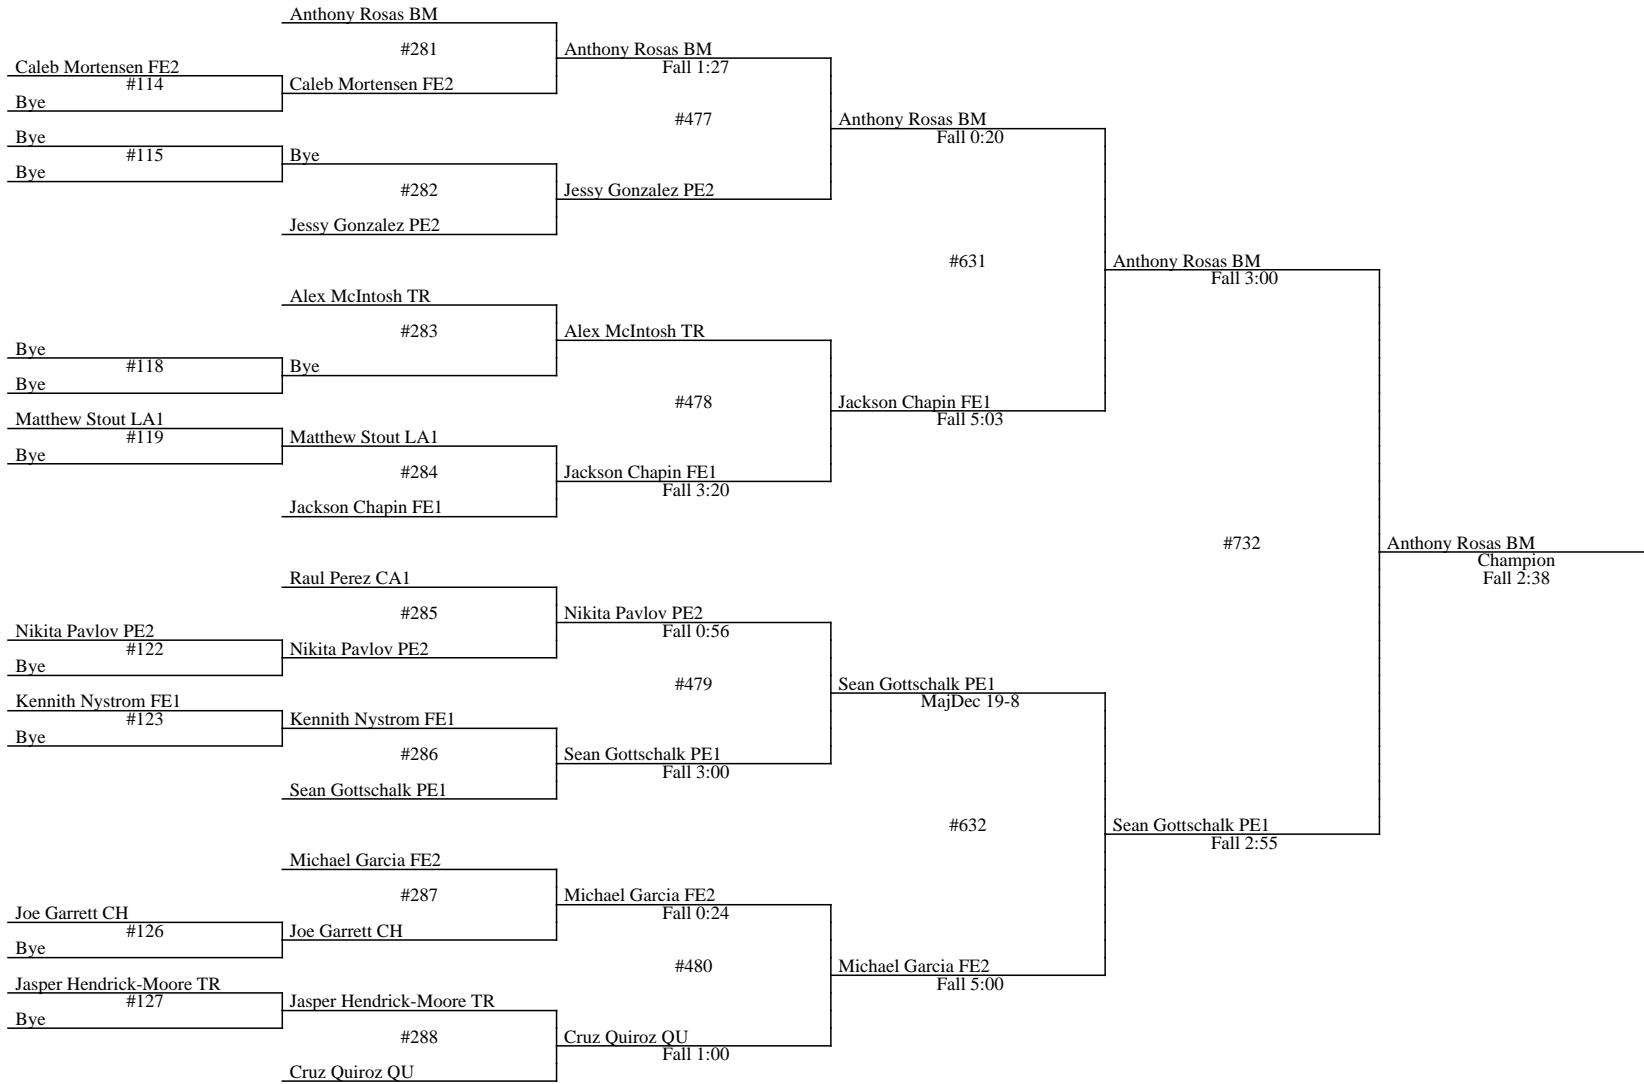 Anthony Rosas BM
#281
Anthony Rosas BM
Fall 1:27
Caleb Mortensen FE2
#114
Caleb Mortensen FE2
Bye
#477
Anthony Rosas BM
Fall 0:20
Bye
#115
Bye
Bye
#282
Jessy Gonzalez PE2
Jessy Gonzalez PE2
#631
Anthony Rosas BM
Fall 3:00
Alex McIntosh TR
#283
Alex McIntosh TR
Bye
#118
Bye
Bye
#478
Jackson Chapin FE1
Fall 5:03
Matthew Stout LA1
#119
Matthew Stout LA1
Bye
#284
Jackson Chapin FE1
Fall 3:20
Jackson Chapin FE1
#732
Anthony Rosas BM
Champion
Fall 2:38
Raul Perez CA1
#285
Nikita Pavlov PE2
Fall 0:56
Nikita Pavlov PE2
#122
Nikita Pavlov PE2
Bye
#479
Sean Gottschalk PE1
MajDec 19-8
Kennith Nystrom FE1
#123
Kennith Nystrom FE1
Bye
#286
Sean Gottschalk PE1
Fall 3:00
Sean Gottschalk PE1
#632
Sean Gottschalk PE1
Fall 2:55
Michael Garcia FE2
#287
Michael Garcia FE2
Fall 0:24
Joe Garrett CH
#126
Joe Garrett CH
Bye
#480
Michael Garcia FE2
Fall 5:00
Jasper Hendrick-Moore TR
#127
Jasper Hendrick-Moore TR
Bye
#288
Cruz Quiroz QU
Fall 1:00
Cruz Quiroz QU